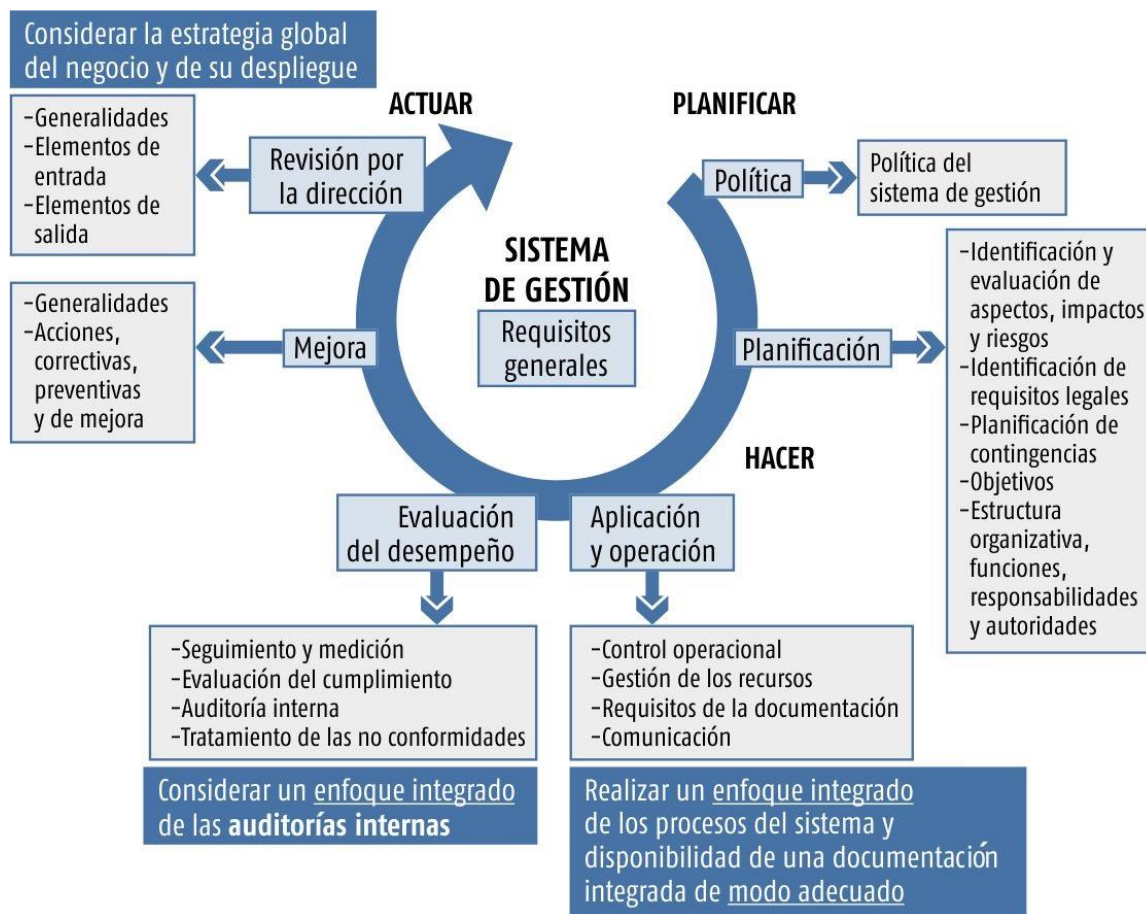 Considerar la estrategia global
del negocio y de su despliegue
ACTUAR
PLANIFICAR
-Generalidades
-Elementos de
entrada
-Elementos de
salida
Revisión por
la dirección
Política
Política del
sistema de gestión
SISTEMA
DE GESTIÓN
Requisitos
generales
-Generalidades
-Acciones,
correctivas,
preventivas
y de mejora
Mejora
Planificación
-Identificación y
evaluación de
aspectos, impactos
y riesgos
-Identificación de
requisitos legales
-Planificación de
contingencias
-Objetivos
-Estructura
organizativa,
funciones,
responsabilidades
y autoridades
HACER
Evaluación
del desempeño
Aplicación
y operación
-Seguimiento y medición
-Evaluación del cumplimiento
-Auditoría interna
-Tratamiento de las no conformidades
-Control operacional
-Gestión de los recursos
-Requisitos de la documentación
-Comunicación
Considerar un enfoque integrado
de las auditorías internas
Realizar un enfoque integrado
de los procesos del sistema y
disponibilidad de una documentación
integrada de modo adecuado